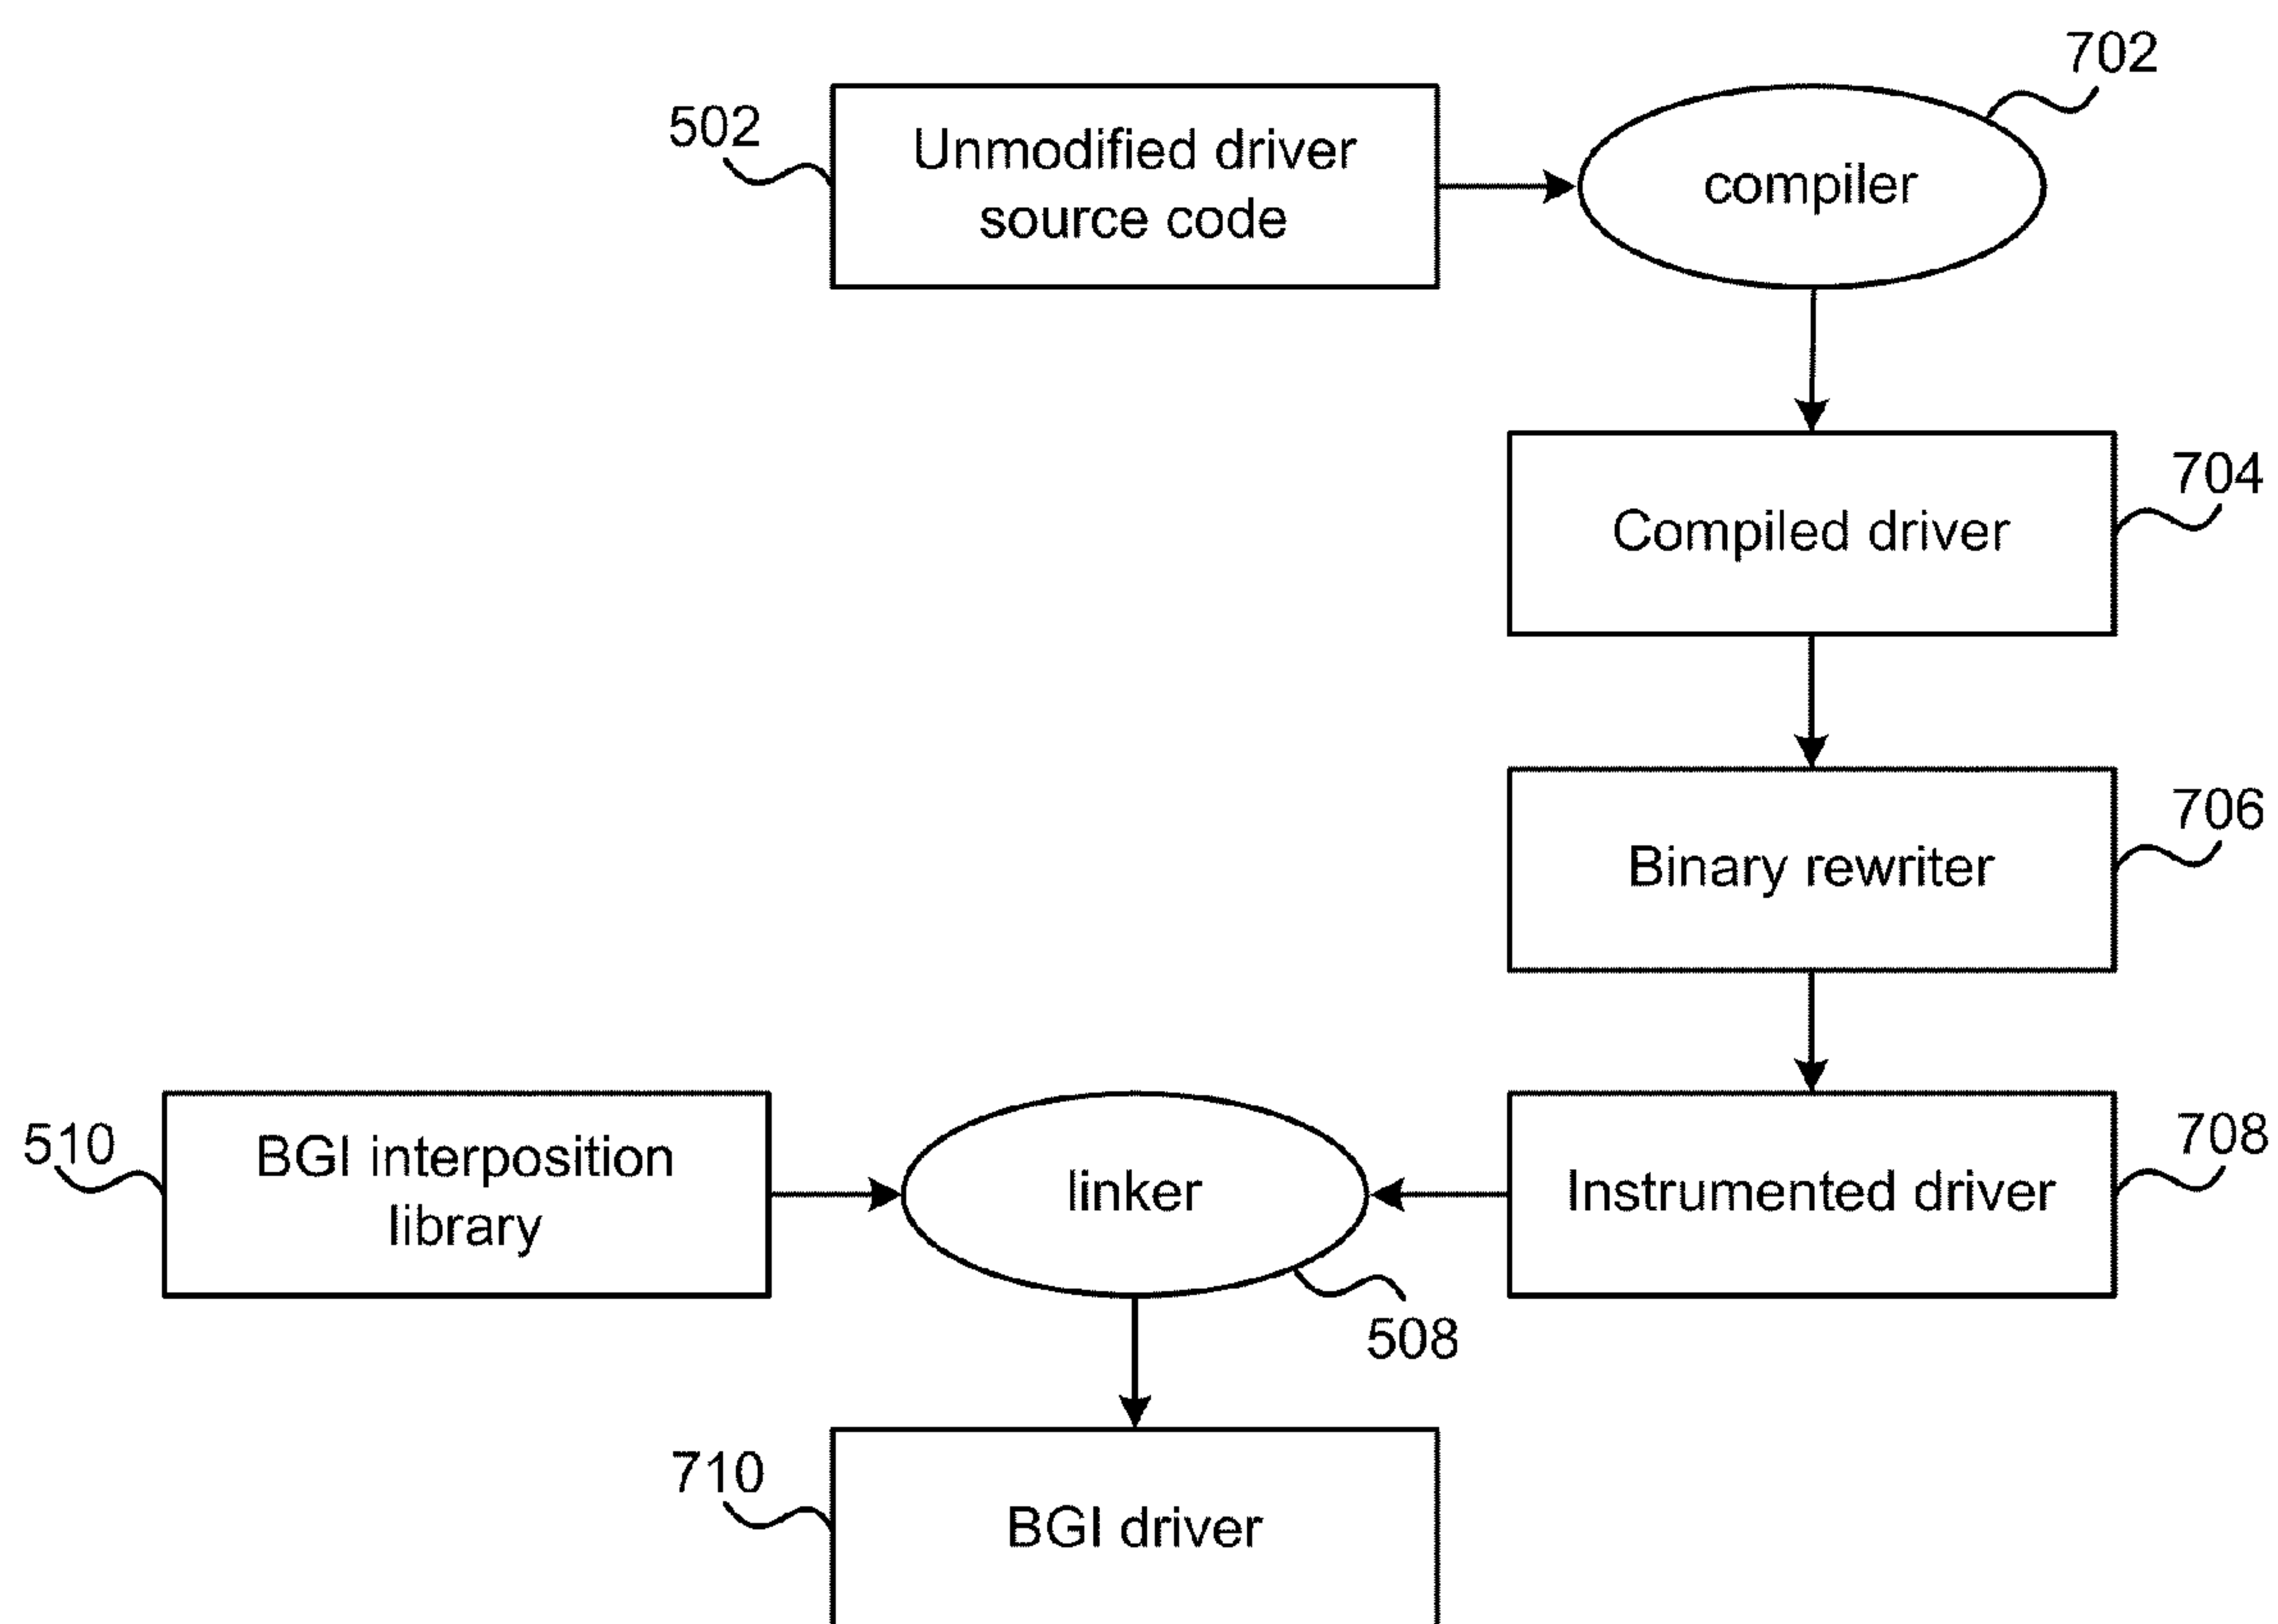 702
502
Unmodified driver
source code
compiler
704
Compiled driver
706
Binary rewriter
708
510
BGI interposition
library
linker
Instrumented driver
508
710
BGI driver